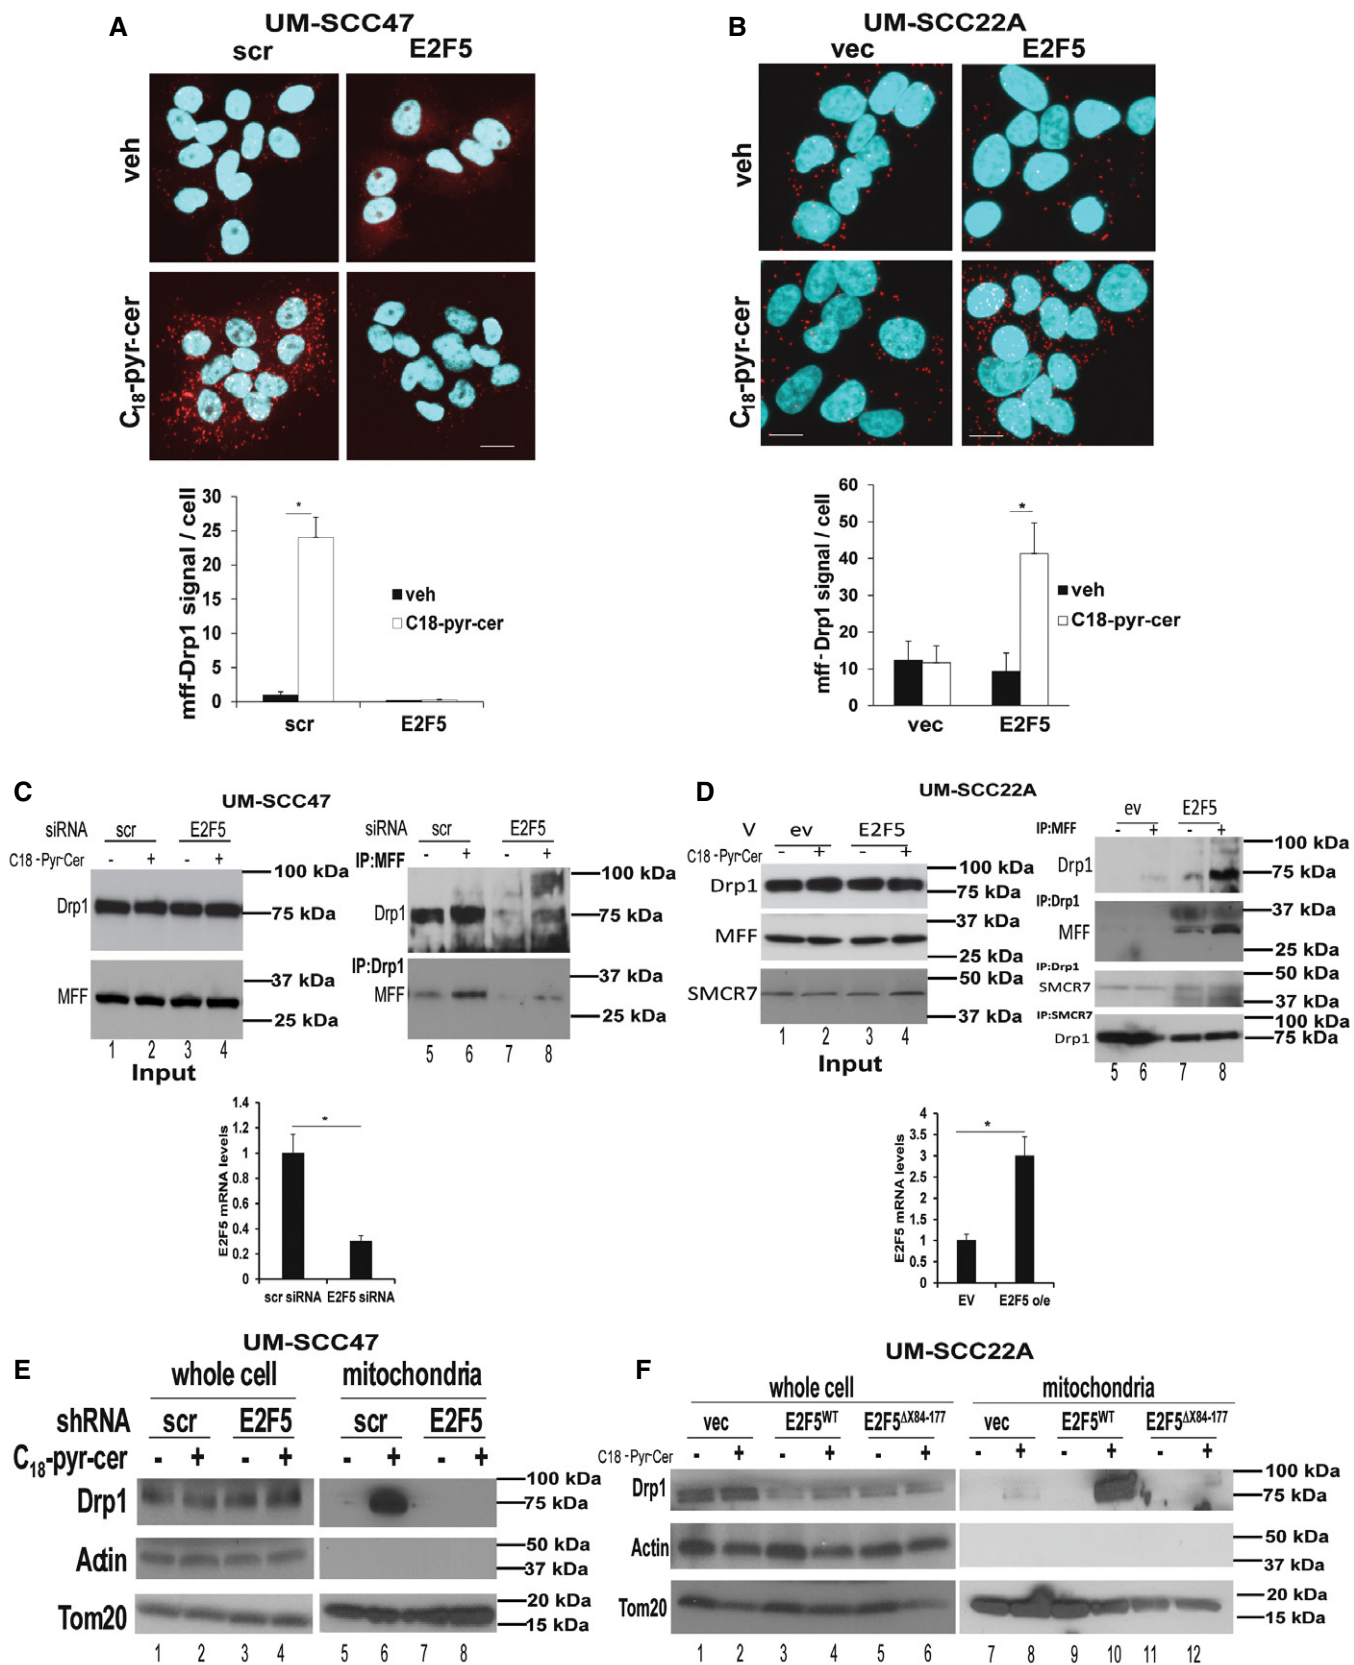 A
UM-SCC47
scr E2F5
veh
C18-pyr-cer
mff-Drp1 signal / cell
30
25
20
15
10
5
0
*
scr E2F5
veh
C18-pyr-cer
B
UM-SCC22A
vec E2F5
veh
C18-pyr-cer
mff-Drp1 signal / cell
60
50
40
30
20
10
0
*
vec E2F5
veh
C18-pyr-cer
C
UM-SCC47
siRNA scr E2F5
C18-Pyr-Cer - + - +
Drp1
100 kDa
75 kDa
MFF
37 kDa
25 kDa
1 2 3 4
Input
siRNA scr E2F5
IP:MFF - + - +
Drp1
100 kDa
75 kDa
IP:Drp1
MFF
37 kDa
25 kDa
5 6 7 8
E2F5 mRNA levels
1.4
1.2
1
0.8
0.6
0.4
0.2
0
*
scr siRNA E2F5 siRNA
D
UM-SCC22A
V ev E2F5
C18-Pyr-Cer - + - +
Drp1
100 kDa
75 kDa
MFF
37 kDa
25 kDa
SMCR7
50 kDa
37 kDa
1 2 3 4
Input
ev E2F5
IP:MFF - + - +
Drp1
100 kDa
75 kDa
IP:Drp1
MFF
37 kDa
25 kDa
IP:Drp1
SMCR7
50 kDa
37 kDa
IP:SMCR7
Drp1
100 kDa
75 kDa
5 6 7 8
E2F5 mRNA levels
4
3.5
3
2.5
2
1.5
1
0.5
0
*
EV E2F5 o/e
E
UM-SCC47
whole cell mitochondria
shRNA scr E2F5 scr E2F5
C18-pyr-cer - + - + - + - +
Drp1
100 kDa
75 kDa
Actin
50 kDa
37 kDa
Tom20
20 kDa
15 kDa
1 2 3 4 5 6 7 8
F
UM-SCC22A
whole cell mitochondria
vec E2F5WT E2F5ΔX84-177 vec E2F5WT E2F5ΔX84-177
C18-Pyr-Cer - + - + - + - + - + - +
Drp1
100 kDa
75 kDa
Actin
50 kDa
37 kDa
Tom20
20 kDa
15 kDa
1 2 3 4 5 6 7 8 9 10 11 12